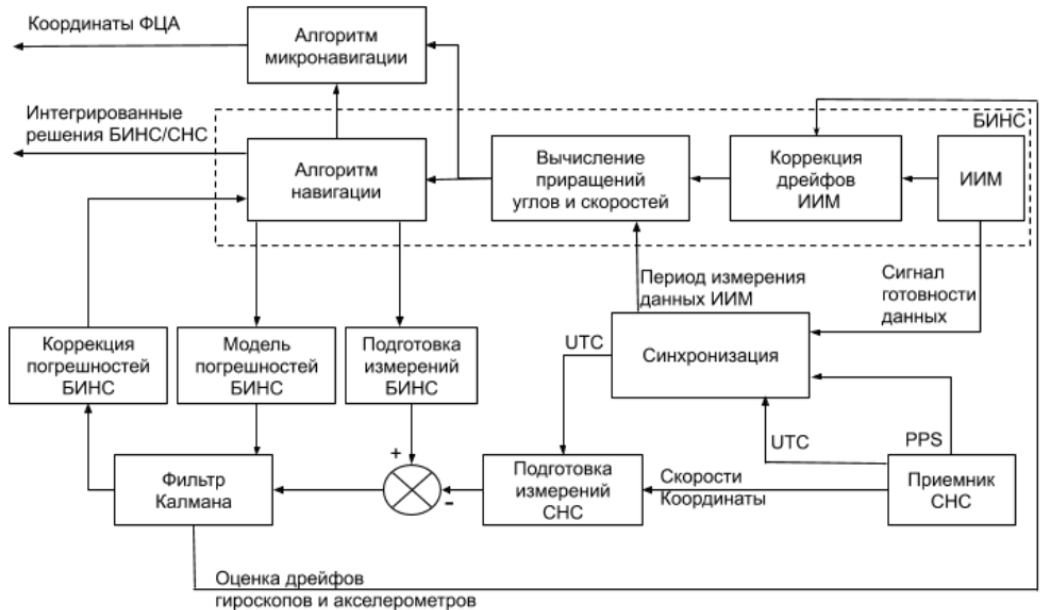 Координаты ФЦА
Алгоритм
микронавигации
Интегрированные
решения БИНС/СНС
БИНС
Алгоритм
навигации
Вычисление
приращений
углов и скоростей
Коррекция
дрейфов
ИИМ
ИИМ
Период измерения
данных ИИМ
Сигнал
готовности
данных
Коррекция
погрешностей
БИНС
Модель
погрешностей
БИНС
Подготовка
измерений
БИНС
UTC
Синхронизация
UTC
PPS
+
-
Фильтр
Калмана
Подготовка
измерений
СНС
Скорости
Координаты
Приемник
СНС
Оценка дрейфов
гироскопов и акселерометров